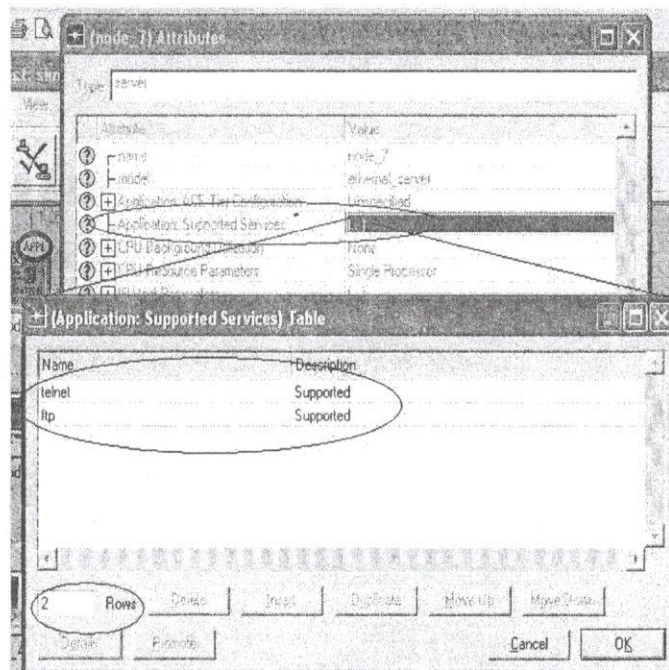 (node_7) Attributes
Type: server
View
Attribute Value
name node_7
model ethernet_server
Application: ACE Tier Configuration Unspecified
Application: Supported Services (...)
CPU Background Utilization None
CPU Resource Parameters Single Processor
APPL
(Application: Supported Services) Table
Name Description
telnet Supported
ftp Supported
2 Rows Delete Insert Duplicate Move Up Move Down
Details Promote Cancel OK